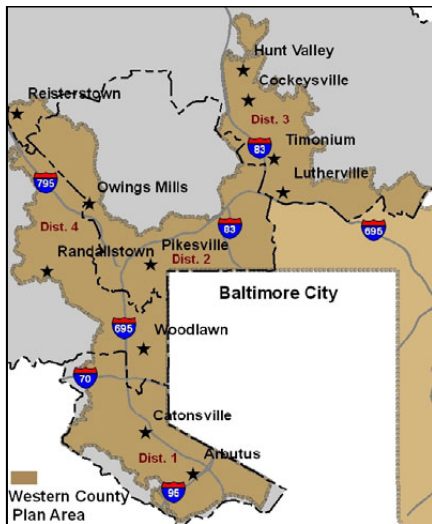 Hunt Valley
Reisterstown
Cockeysville
Dist. 3
Timonium
83
Lutherville
795
Owings Mills
Dist. 4
83
695
Randallstown
Pikesville
Dist. 2
Baltimore City
695
Woodlawn
70
Catonsville
Dist. 1
Arbutus
95
Western County
Plan Area